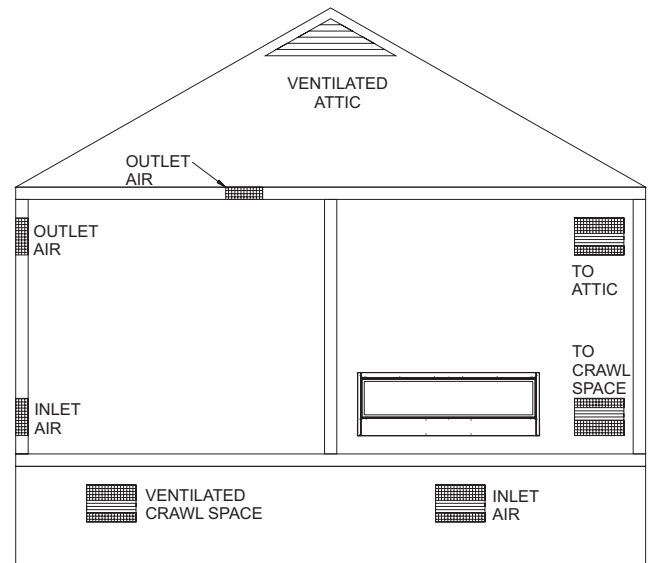 VENTILATED
ATTIC
OUTLET
AIR
OUTLET
AIR
TO
ATTIC
TO
CRAWL
SPACE
INLET
AIR
VENTILATED
CRAWL SPACE
INLET
AIR